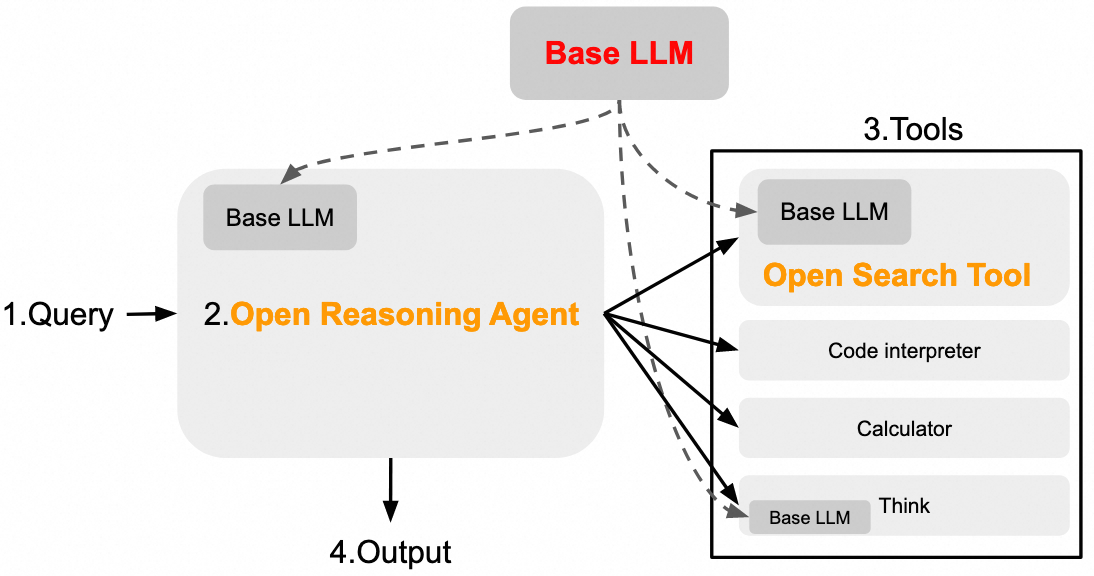 Base LLM
3.Tools
Base LLM
Base LLM
Open Search Tool
1.Query
2.Open Reasoning Agent
Code interpreter
Calculator
Think
Base LLM
4.Output